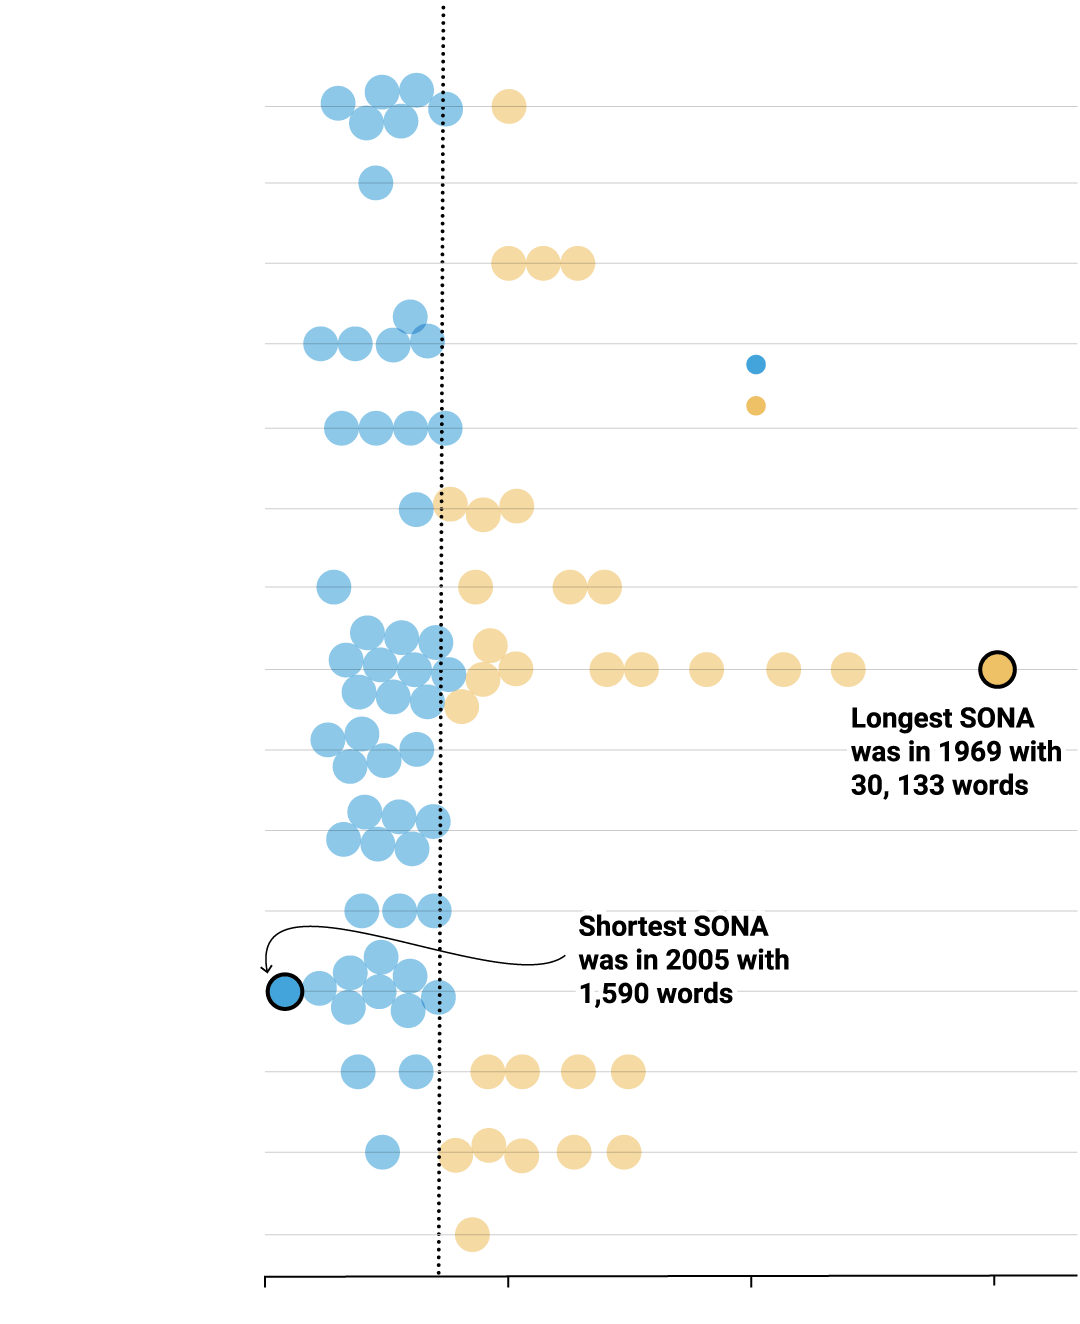 Longest SONA
was in 1969 with
30, 133 words
Shortest SONA
was in 2005 with
1,590 words